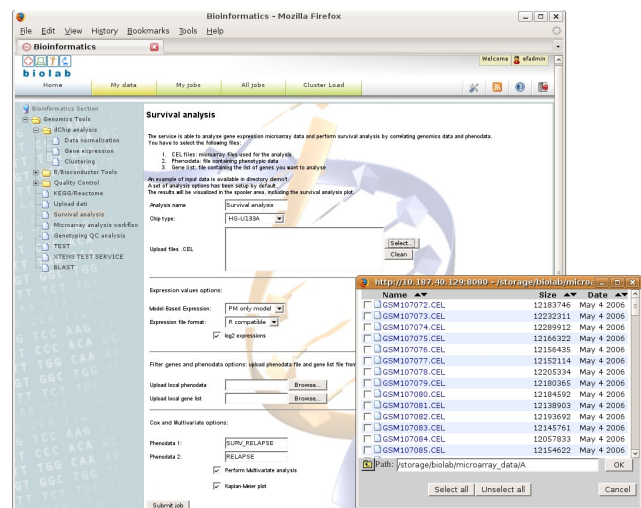 Bioinformatics - Mozilla Firefox
File Edit View History Bookmarks Tools Help
Bioinformatics
Welcome efadmin
biolab
Home My data My jobs All jobs Cluster Load
Bioinformatics Section
Genomics Tools
dChip analysis
Data normalisation
Gene expression
Clustering
R/Bioconductor Tools
Quality Control
KEGG/Reactome
Upload dati
Survival analysis
Microarray analysis workflow
Genotyping QC analysis
TEST
XTENS TEST SERVICE
BLAST
Survival analysis
The service is able to analyse gene expression microarray data and perform survival analysis by correlating genomics data and phenodata.
You have to select the following files:
1. CEL files: microarray files used for the analysis
2. Phenodata: file containing phenotypic data
3. Gene list: file containing the list of genes you want to analyse
An example of input data is available in directory demo1.
A set of analysis options has been setup by default.
The results will be visualized in the spooler area, including the survival analysis plot.
Analysis name Survival analysis
Chip type: HG-U133A
Upload files .CEL Select...
Clean
Expression values options:
Model-Based Expression: PM only model
Expression file format: R compatible
log2 expressions
Filter genes and phenodata options: upload phenodata file and gene list file from
Upload local phenodata Browse...
Upload local gene list Browse...
Cox and Multivariate options:
Phenodata 1: SURV_RELAPSE
Phenodata 2: RELAPSE
Perform Multivariate analysis
Kaplan-Meier plot
Submit job
http://10.187.40.129:8080 - /storage/biolab/microa
Name Size Date
GSM107072.CEL 12183746 May 4 2006
GSM107073.CEL 12232311 May 4 2006
GSM107074.CEL 12289912 May 4 2006
GSM107075.CEL 12166322 May 4 2006
GSM107076.CEL 12156435 May 4 2006
GSM107077.CEL 12152114 May 4 2006
GSM107078.CEL 12205334 May 4 2006
GSM107079.CEL 12180365 May 4 2006
GSM107080.CEL 12184592 May 4 2006
GSM107081.CEL 12138903 May 4 2006
GSM107082.CEL 12193692 May 4 2006
GSM107083.CEL 12145761 May 4 2006
GSM107084.CEL 12057833 May 4 2006
GSM107085.CEL 12154622 May 4 2006
Path: /storage/biolab/microarray_data/A OK
Select all Unselect all Cancel